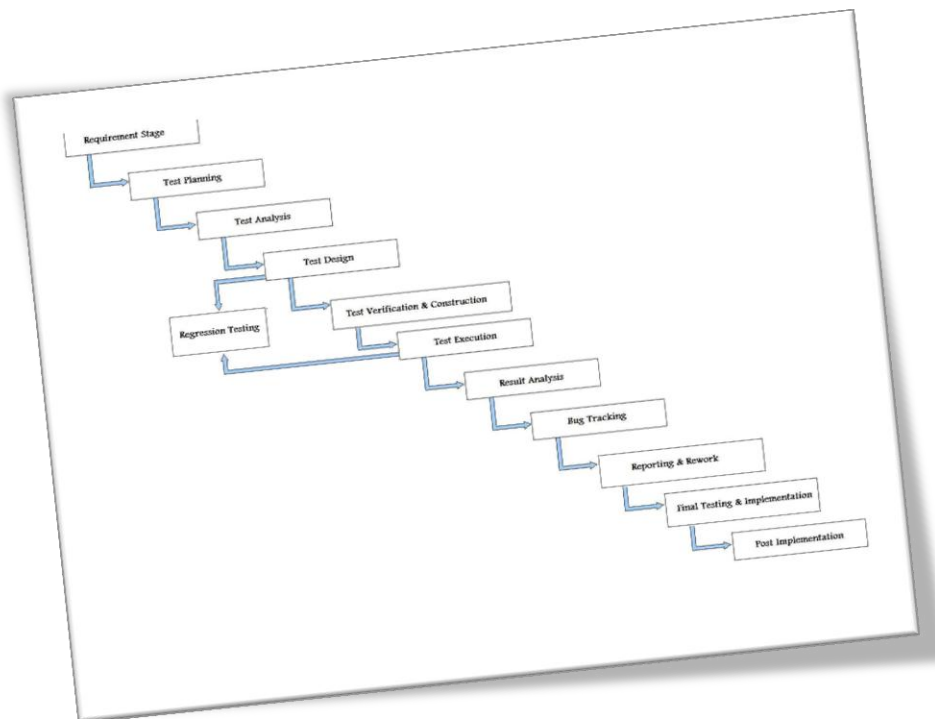 Requirement Stage
Test Planning
Test Analysis
Test Design
Test Verification & Construction
Regression Testing
Test Execution
Result Analysis
Bug Tracking
Reporting & Rework
Final Testing & Implementation
Post Implementation